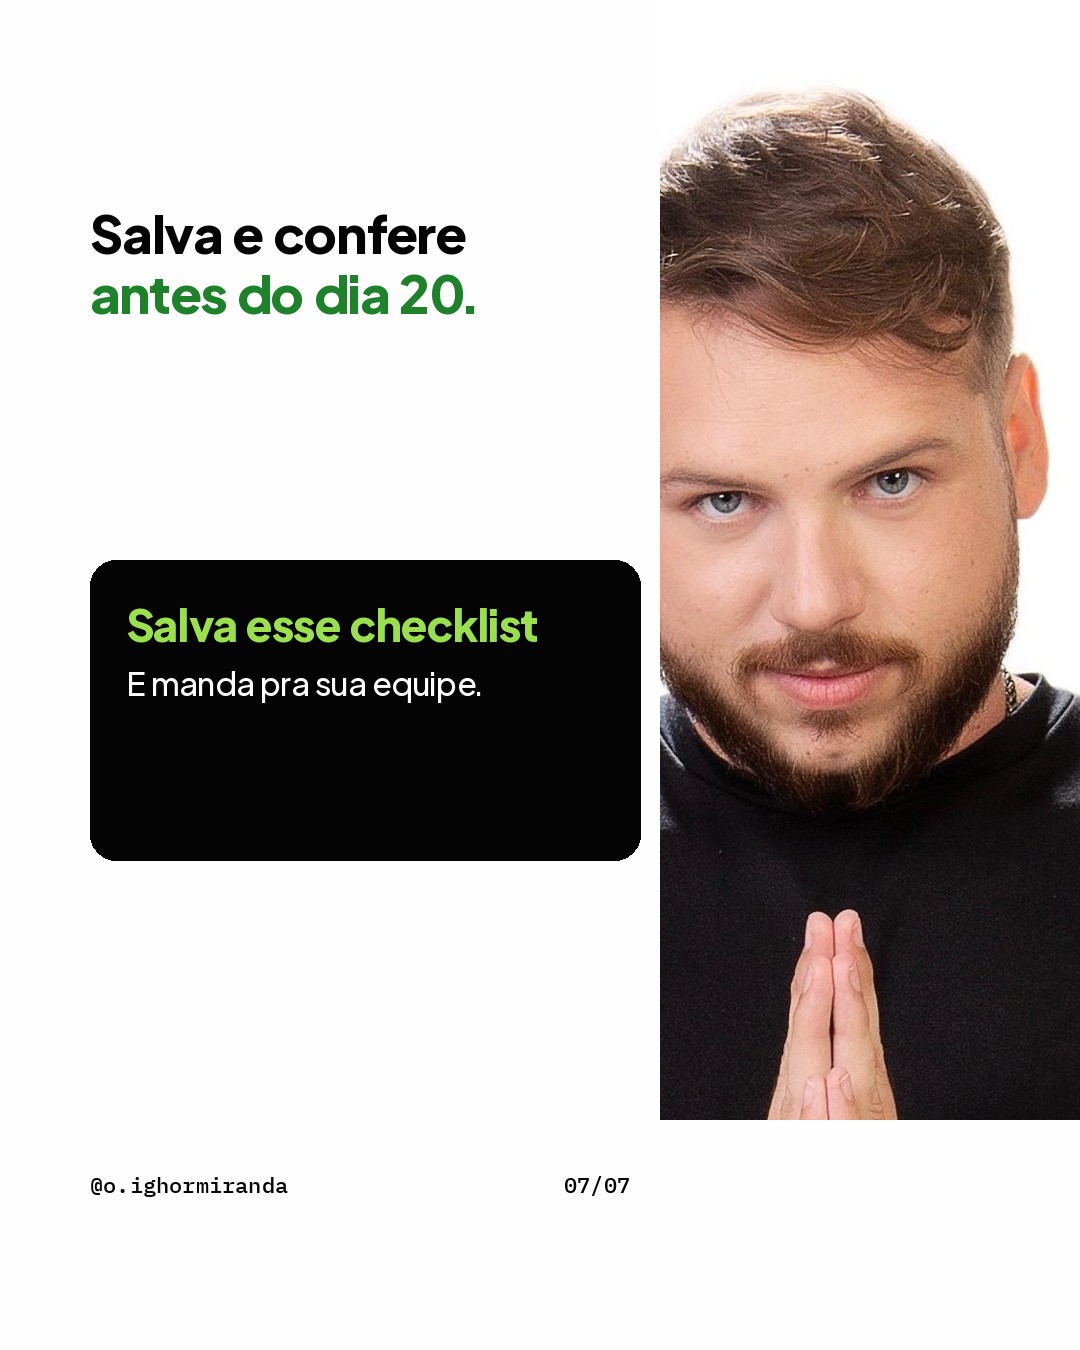 Salva e confere
antes do dia 20.
Salva esse checklist
E manda pra sua equipe.
@o.ighormiranda
07/07